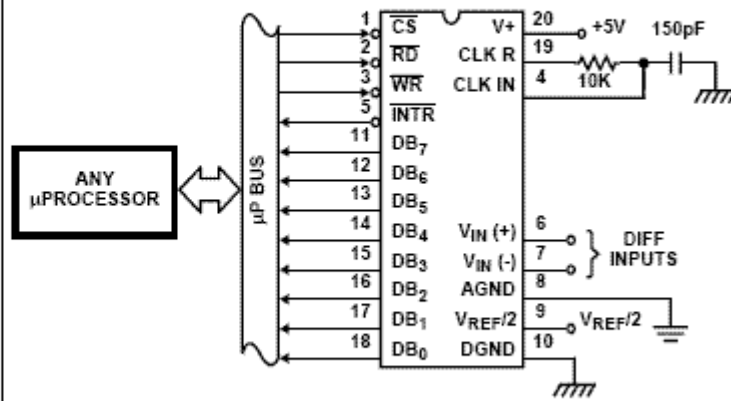 1 CS V+ 20 +5V 150pF
2 RD CLK R 19
3 WR CLK IN 4 10K
5 INTR
11 DB7
12 DB6
13 DB5
14 DB4 VIN (+) 6
15 DB3 VIN (-) 7
16 DB2 AGND 8
17 DB1 VREF/2 9 VREF/2
18 DB0 DGND 10
ANY
μPROCESSOR
μP BUS
DIFF
INPUTS